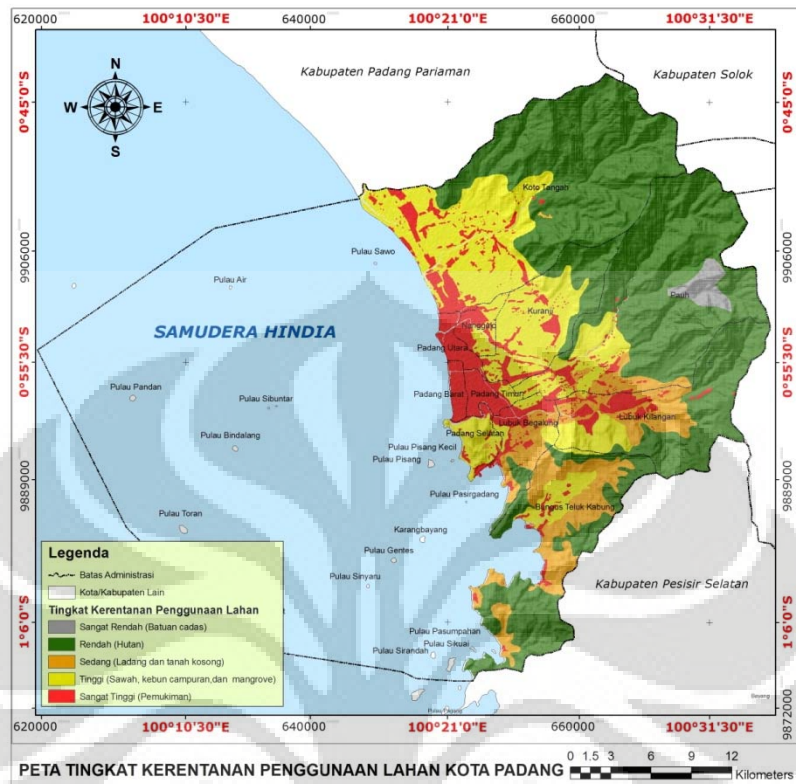 620000 100°10'30"E 640000 100°21'0"E 660000 100°31'30"E
Kabupaten Padang Pariaman
Kabupaten Solok
N
W E
S
0°45'0"S 0°45'0"S
Koto Tangah
9906000 9906000
Pulau Sawo
Pulau Air
Pauh
Kuranji
Nanggalo
SAMUDERA HINDIA
Padang Utara
0°55'30"S 0°55'30"S
Pulau Pandan
Pulau Sibuntar
Padang Barat
Padang Timur
Lubuk Kilangan
Lubuk Begalung
Pulau Bindalang
Padang Selatan
Pulau Pisang Kecil
Pulau Pisang
9889000 9889000
Pulau Pasirgadang
Bungus Teluk Kabung
Pulau Toran
Karangbayang
Pulau Gentes
Pulau Sinyaru
Kabupaten Pesisir Selatan
1°6'0"S 1°6'0"S
Pulau Pasumpahan
Pulau Sikuai
Pulau Sirandah
Legenda
Batas Administrasi
Kota/Kabupaten Lain
Tingkat Kerentanan Penggunaan Lahan
Sangat Rendah (Batuan cadas)
Rendah (Hutan)
Sedang (Ladang dan tanah kosong)
Tinggi (Sawah, kebun campuran,dan mangrove)
Sangat Tinggi (Pemukiman)
9872000 9872000
620000 100°10'30"E 640000 100°21'0"E 660000 100°31'30"E
PETA TINGKAT KERENTANAN PENGGUNAAN LAHAN KOTA PADANG
0 1.5 3 6 9 12
Kilometers